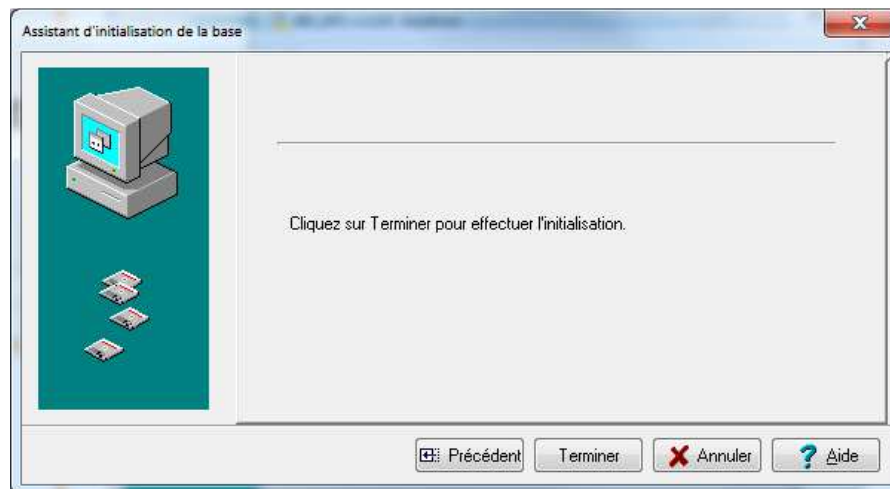 Assistant d'initialisation de la base
Cliquez sur Terminer pour effectuer l'initialisation.
Précédent Terminer Annuler Aide